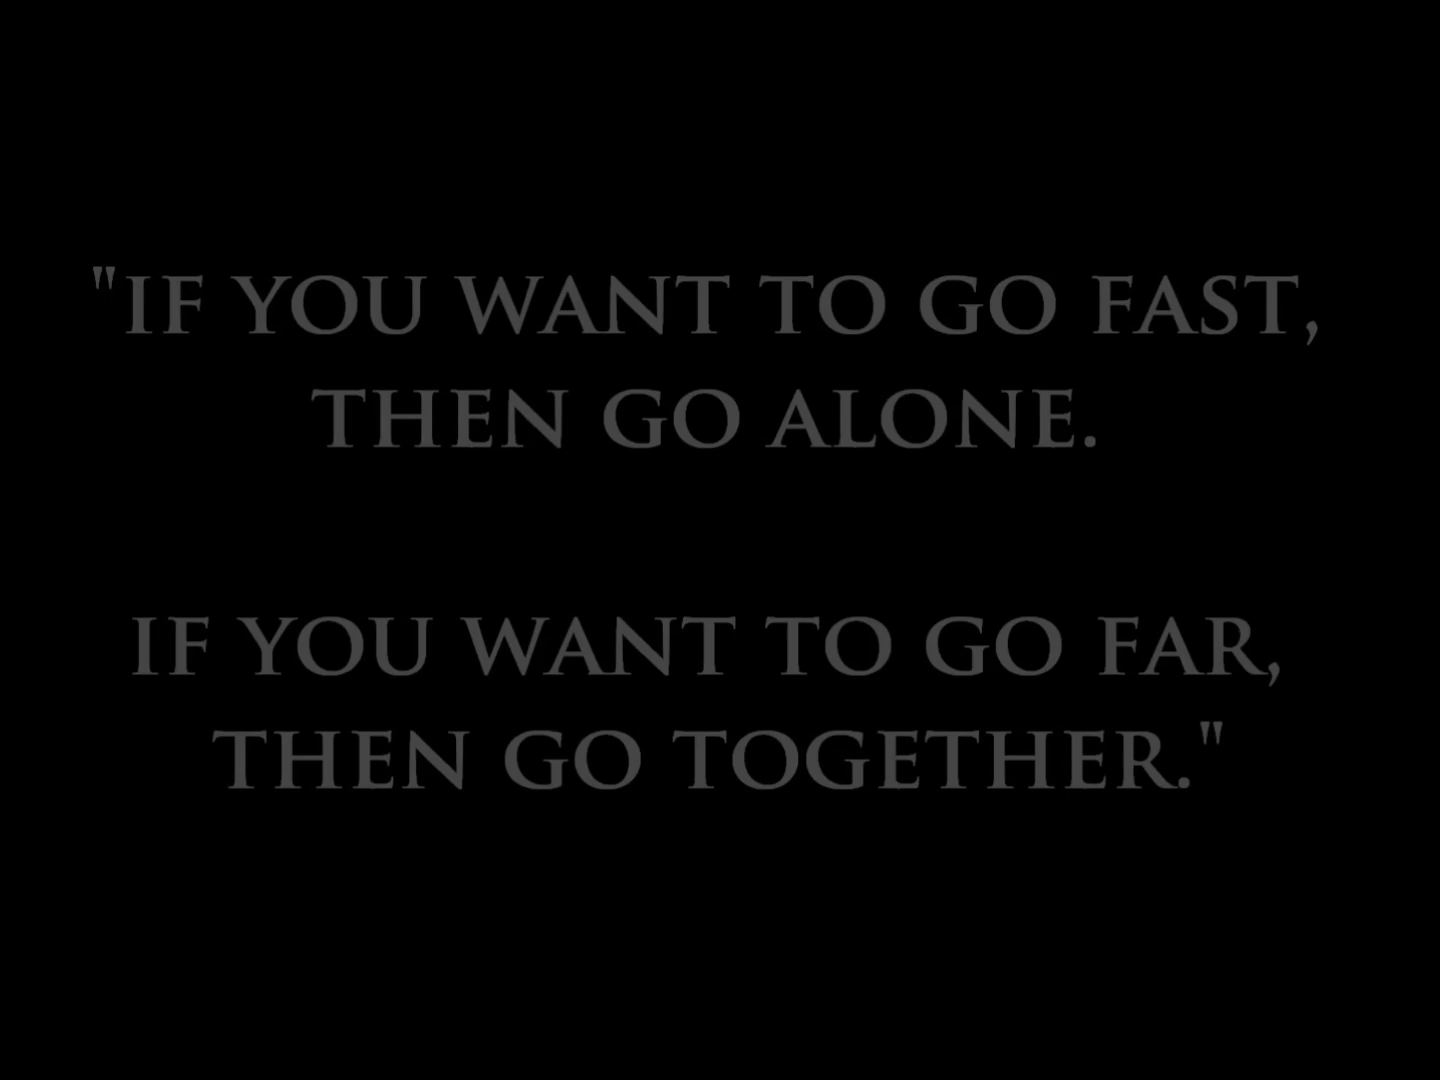 "IF YOU WANT TO GO FAST,
THEN GO ALONE.
IF YOU WANT TO GO FAR,
THEN GO TOGETHER."